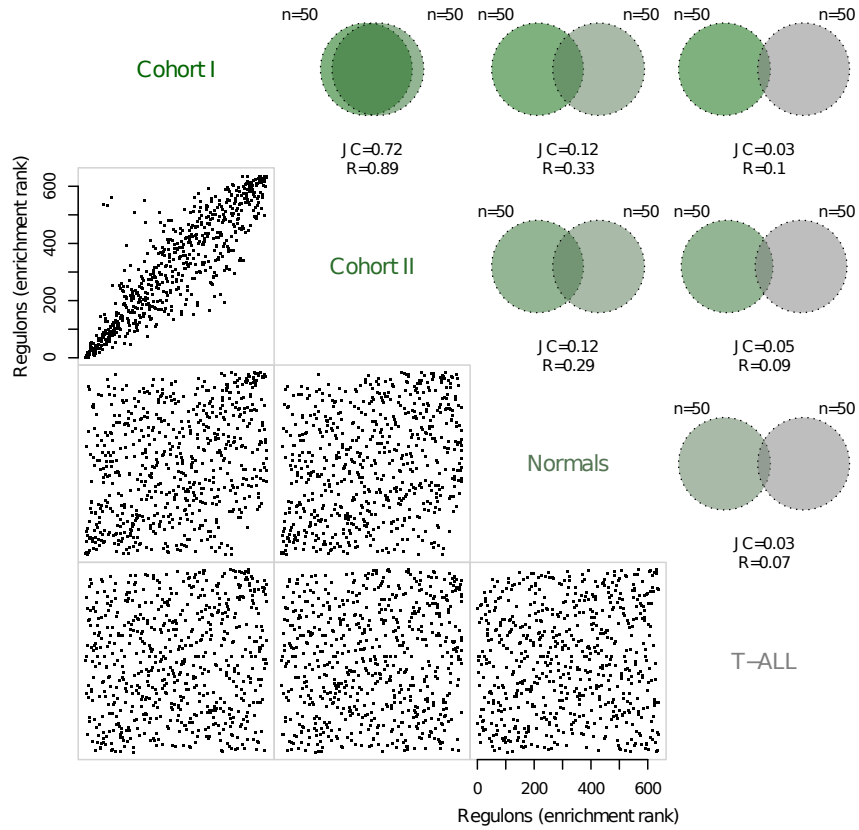 n=50 n=50 n=50 n=50 n=50 n=50
Cohort I
JC=0.72 JC=0.12 JC=0.03
R=0.89 R=0.33 R=0.1
Regulons (enrichment rank)
600
400
200
0
n=50 n=50 n=50 n=50
Cohort II
JC=0.12 JC=0.05
R=0.29 R=0.09
n=50 n=50
Normals
JC=0.03
R=0.07
T-ALL
0 200 400 600
Regulons (enrichment rank)